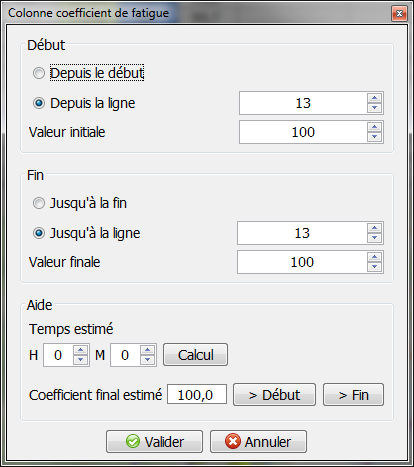 Colonne coefficient de fatigue
Début
Depuis le début
Depuis la ligne 13
Valeur initiale 100
Fin
Jusqu'à la fin
Jusqu'à la ligne 13
Valeur finale 100
Aide
Temps estimé
H 0 M 0 Calcul
Coefficient final estimé 100,0 > Début > Fin
Valider Annuler